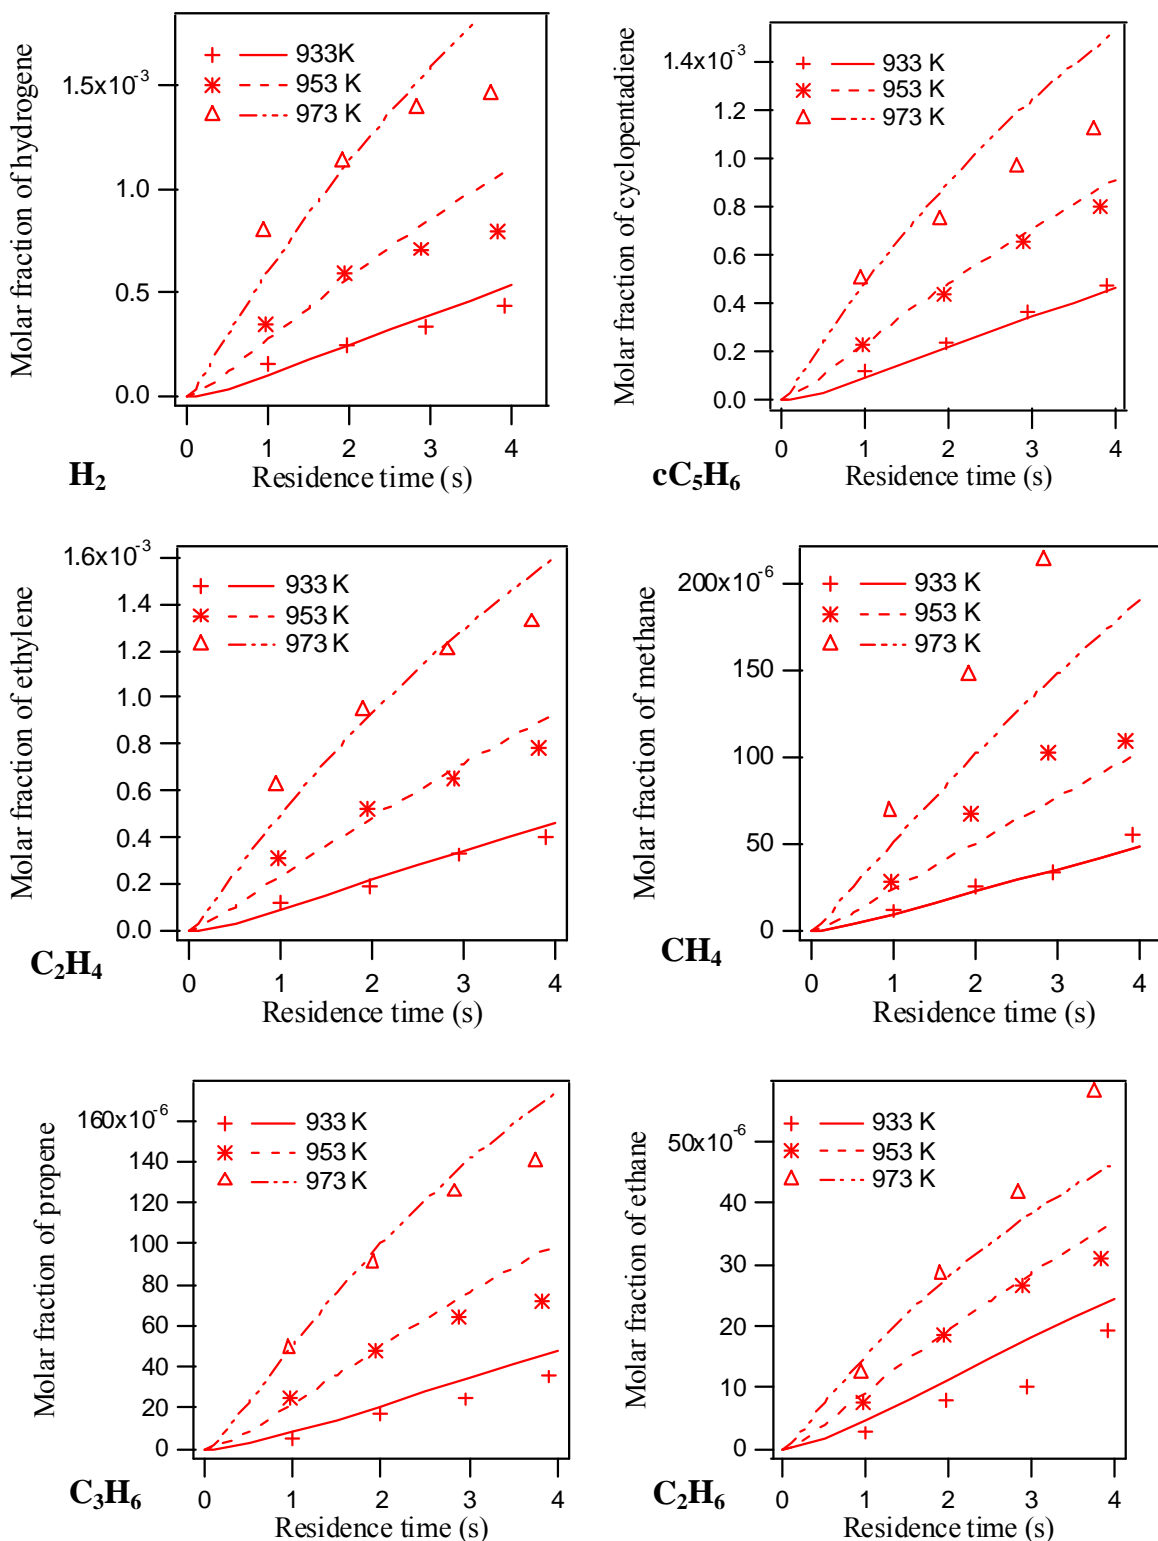 Molar fraction of hydrogene
1.5x10⁻³
1.0
0.5
0.0
933K
953 K
973 K
0 1 2 3 4
Residence time (s)
H₂
Molar fraction of cyclopentadiene
1.4x10⁻³
1.2
1.0
0.8
0.6
0.4
0.2
0.0
933 K
953 K
973 K
0 1 2 3 4
Residence time (s)
cC₅H₆
Molar fraction of ethylene
1.6x10⁻³
1.4
1.2
1.0
0.8
0.6
0.4
0.2
0.0
933 K
953 K
973 K
0 1 2 3 4
Residence time (s)
C₂H₄
Molar fraction of methane
200x10⁻⁶
150
100
50
0
933 K
953 K
973 K
0 1 2 3 4
Residence time (s)
CH₄
Molar fraction of propene
160x10⁻⁶
140
120
100
80
60
40
20
0
933 K
953 K
973 K
0 1 2 3 4
Residence time (s)
C₃H₆
Molar fraction of ethane
50x10⁻⁶
40
30
20
10
0
933 K
953 K
973 K
0 1 2 3 4
Residence time (s)
C₂H₆